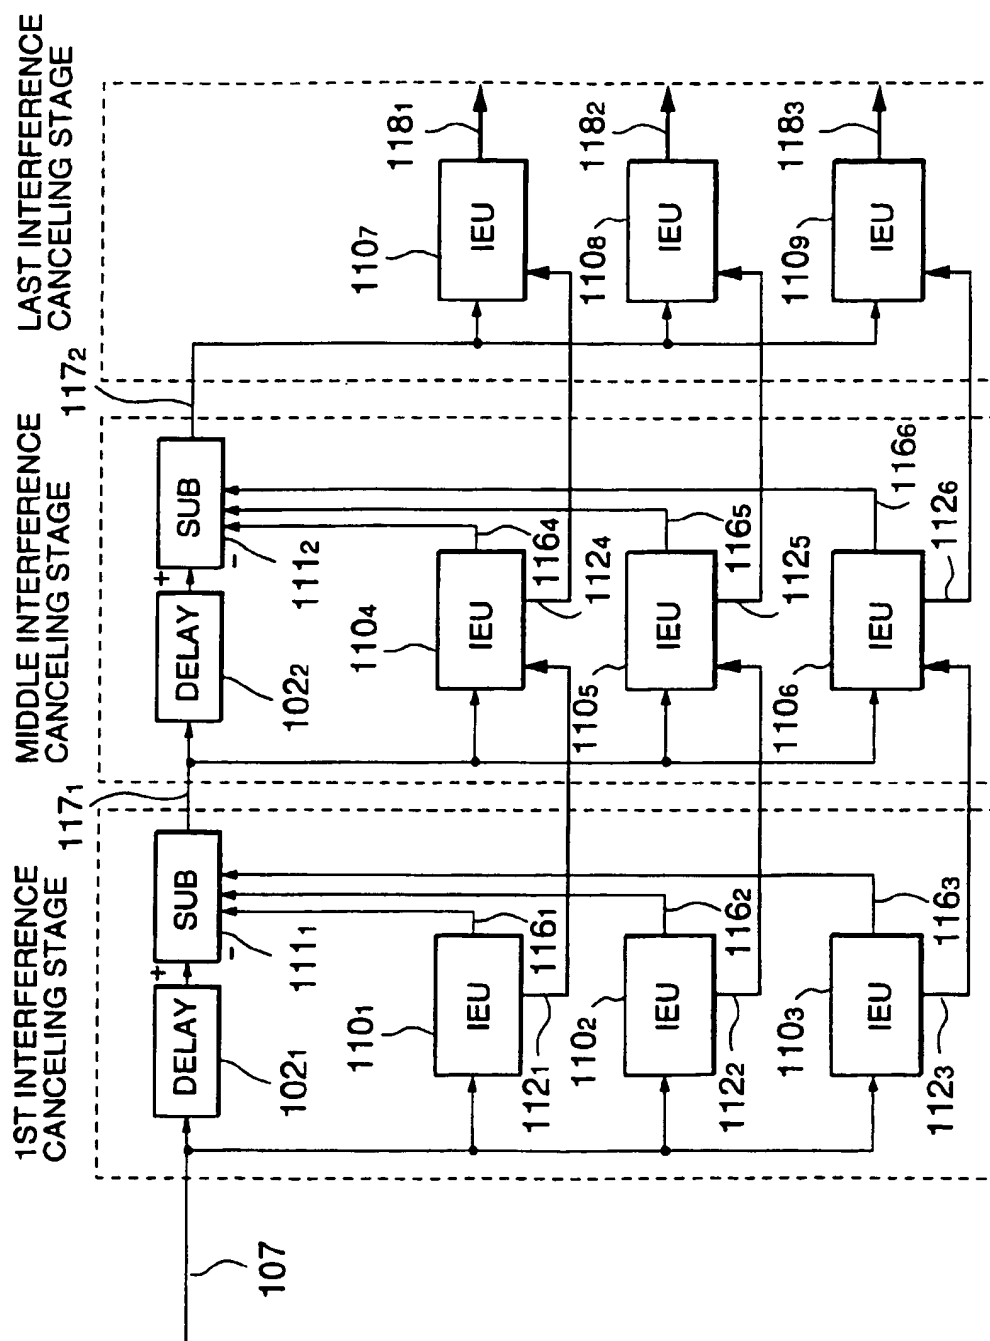 1ST INTERFERENCE
CANCELING STAGE
MIDDLE INTERFERENCE
CANCELING STAGE
LAST INTERFERENCE
CANCELING STAGE
117₁
117₂
107
DELAY
+
SUB
−
102₁
111₁
DELAY
+
SUB
−
102₂
111₂
110₁
IEU
116₁
112₁
110₄
IEU
116₄
112₄
110₇
IEU
118₁
110₂
IEU
116₂
112₂
110₅
IEU
116₅
112₅
110₈
IEU
118₂
110₃
IEU
116₃
112₃
110₆
IEU
116₆
112₆
110₉
IEU
118₃